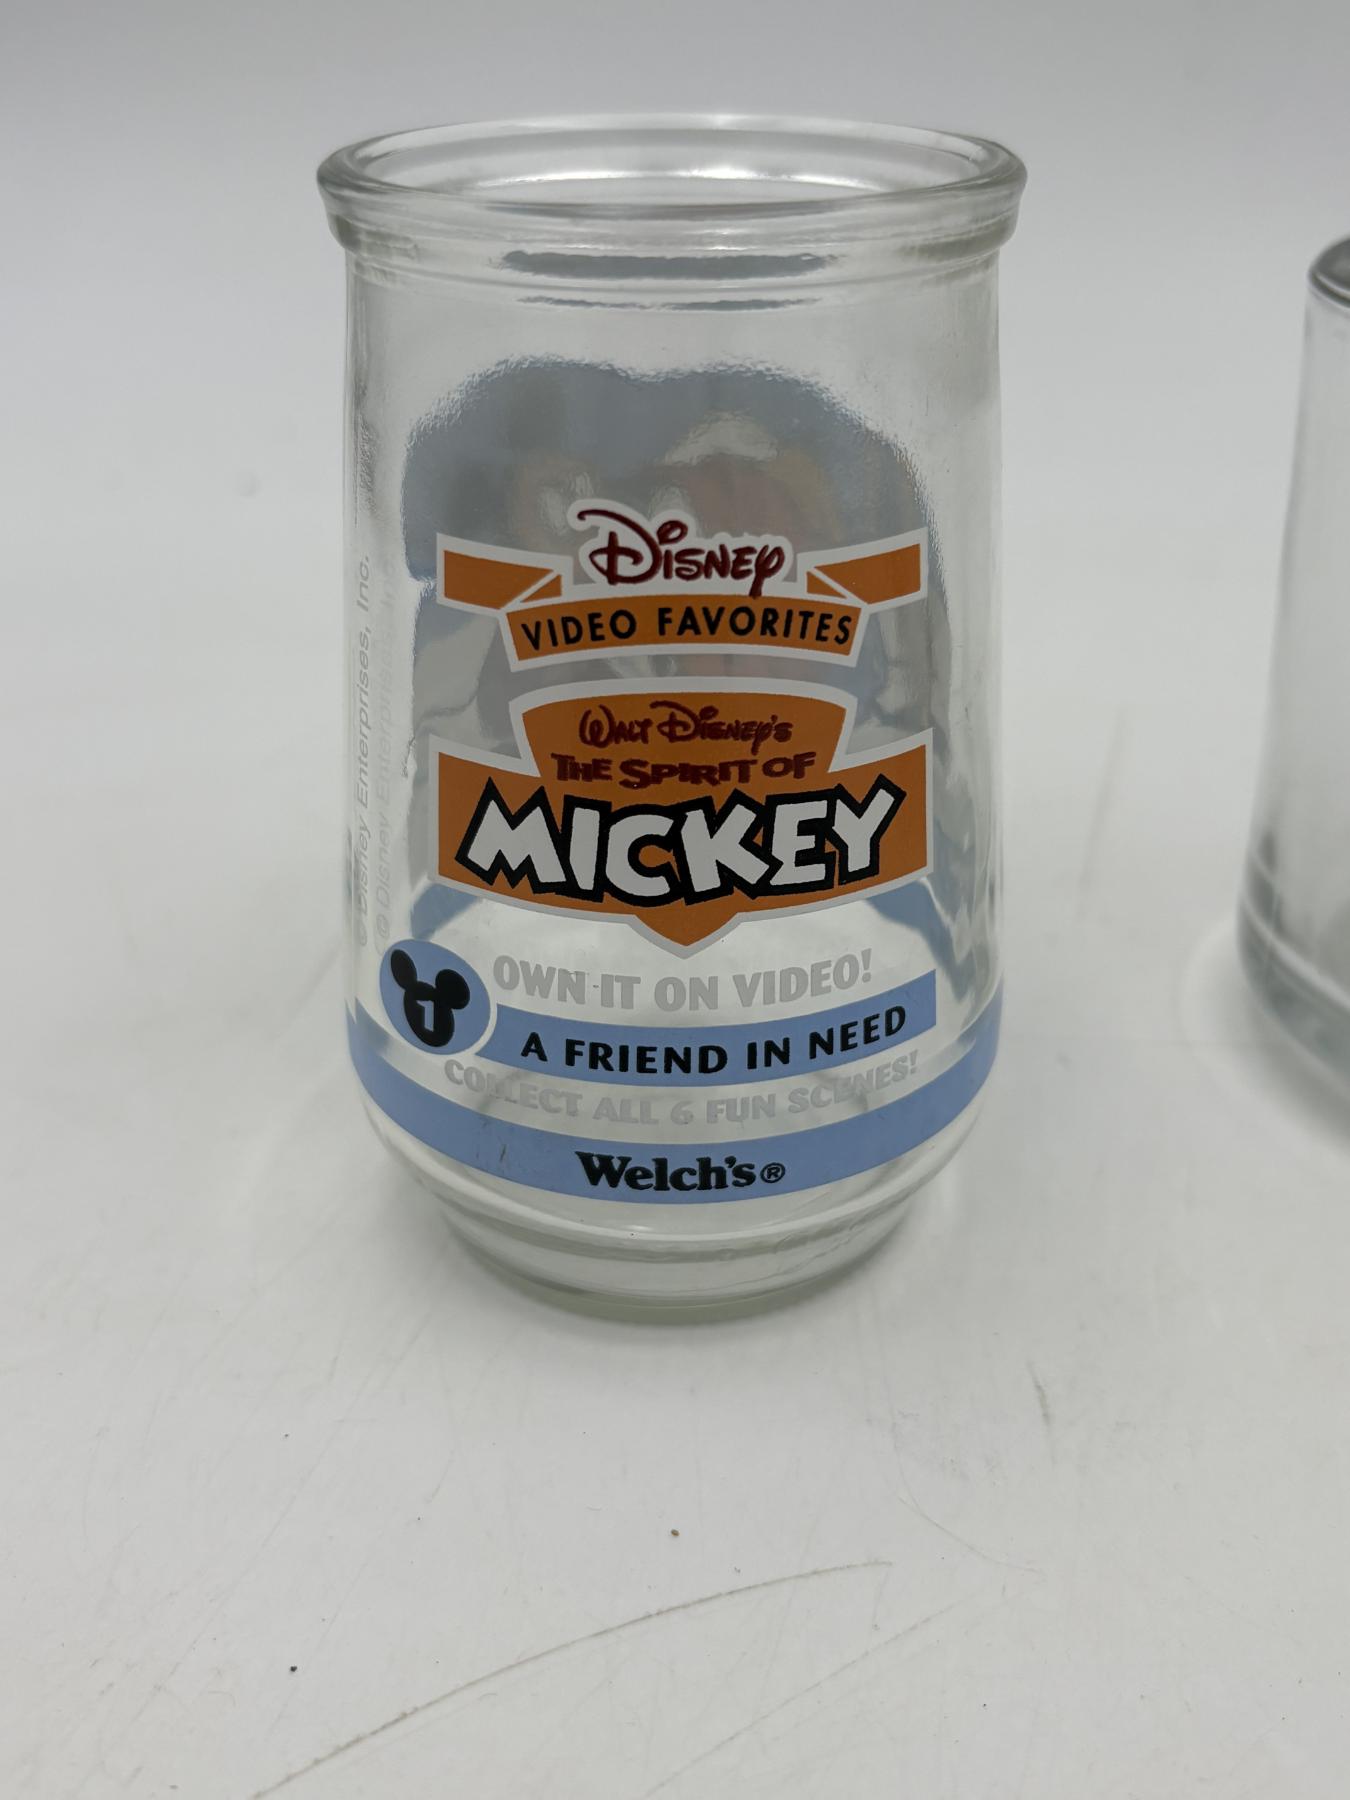 Disney
VIDEO FAVORITES
Walt Disney's
THE SPIRIT OF
MICKEY
OWN IT ON VIDEO!
1
A FRIEND IN NEED
COLLECT ALL 6 FUN SCENES!
Welch's®
© Disney Enterprises, Inc.